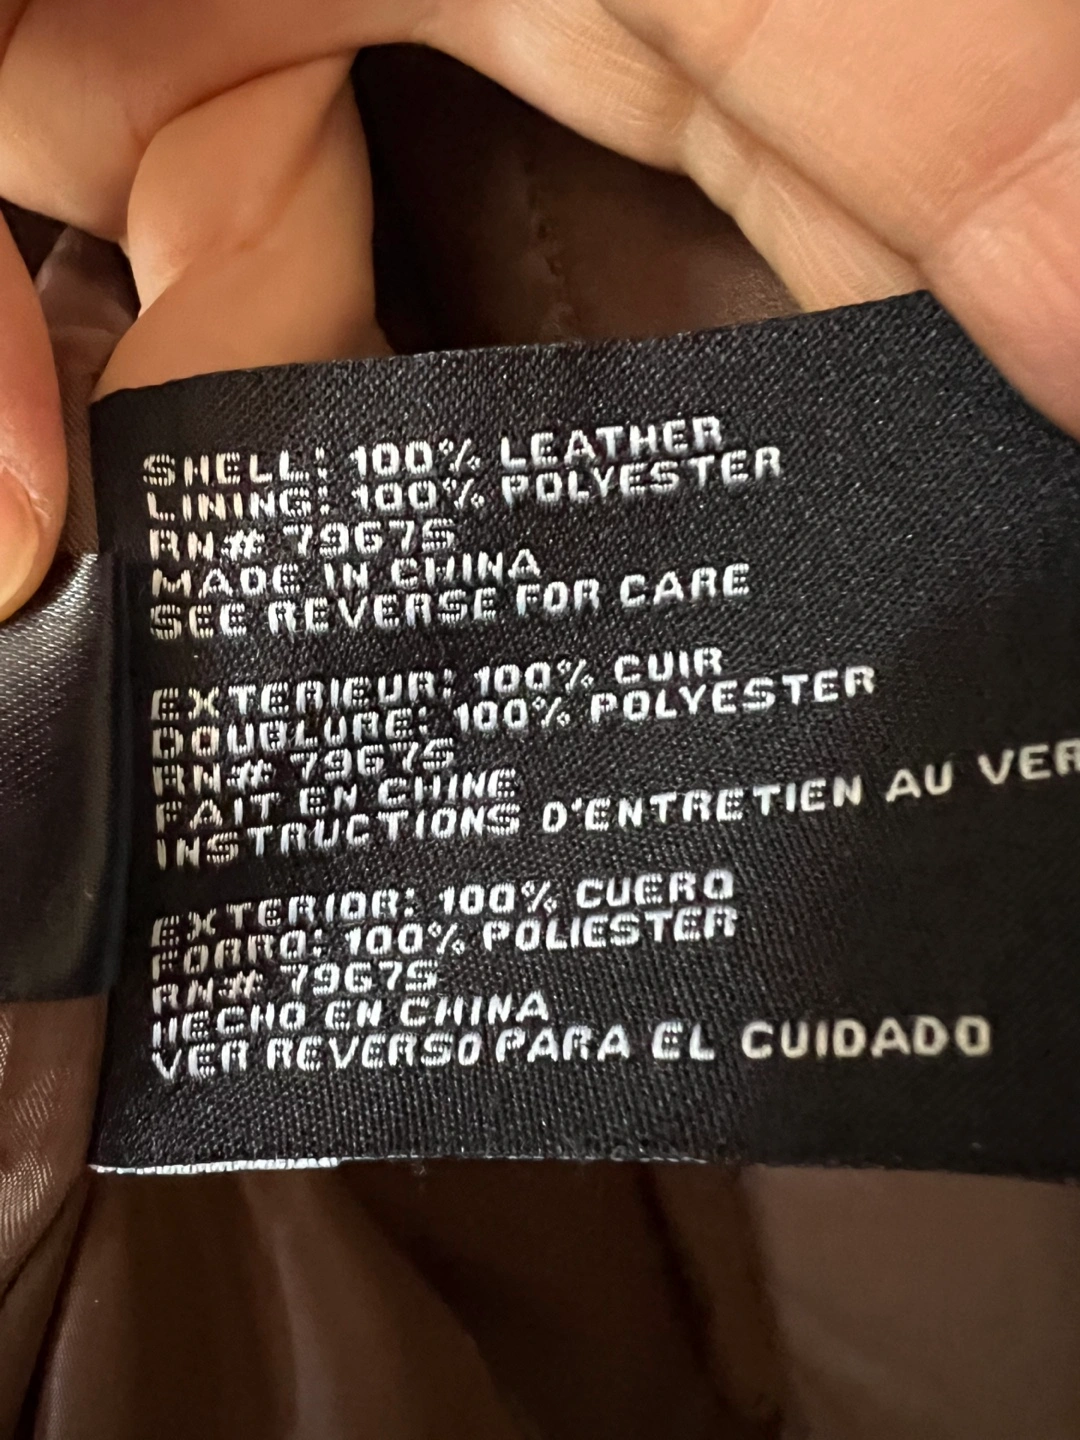 SHELL: 100% LEATHER
LINING: 100% POLYESTER
RN# 79675
MADE IN CHINA
SEE REVERSE FOR CARE
EXTERIEUR: 100% CUIR
DOUBLURE: 100% POLYESTER
RN# 79675
FAIT EN CHINE
INSTRUCTIONS D'ENTRETIEN AU VER
EXTERIOR: 100% CUERO
FORRO: 100% POLIESTER
RN# 79675
HECHO EN CHINA
VER REVERSO PARA EL CUIDADO